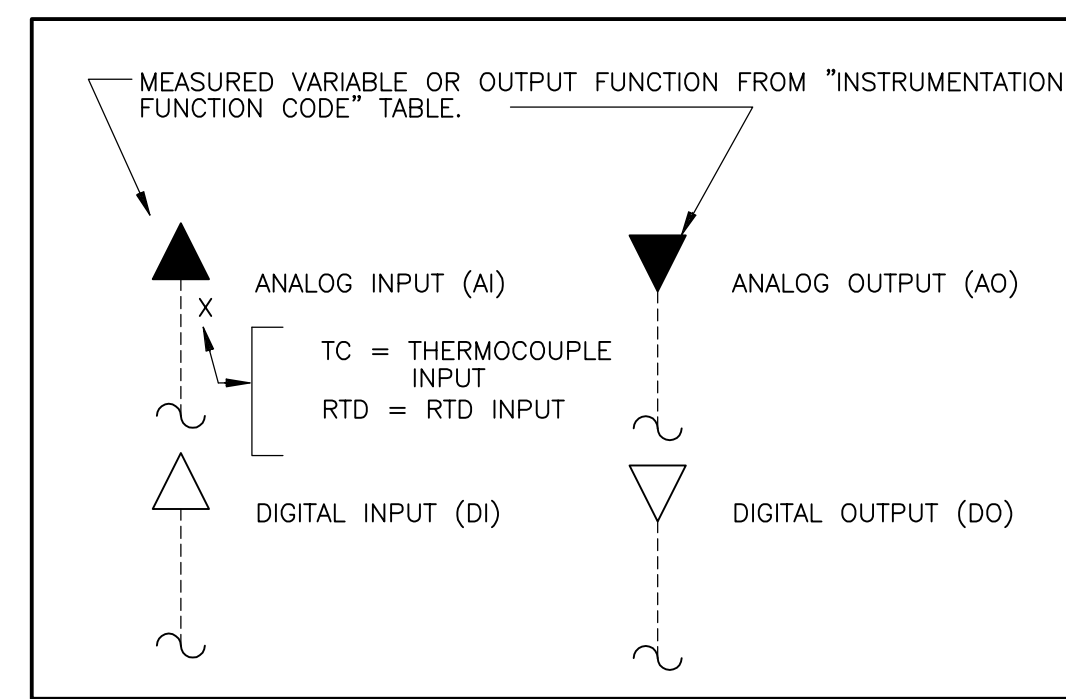 MEASURED VARIABLE OR OUTPUT FUNCTION FROM "INSTRUMENTATION
FUNCTION CODE" TABLE.
ANALOG INPUT (AI)
ANALOG OUTPUT (AO)
X
TC = THERMOCOUPLE
INPUT
RTD = RTD INPUT
DIGITAL INPUT (DI)
DIGITAL OUTPUT (DO)